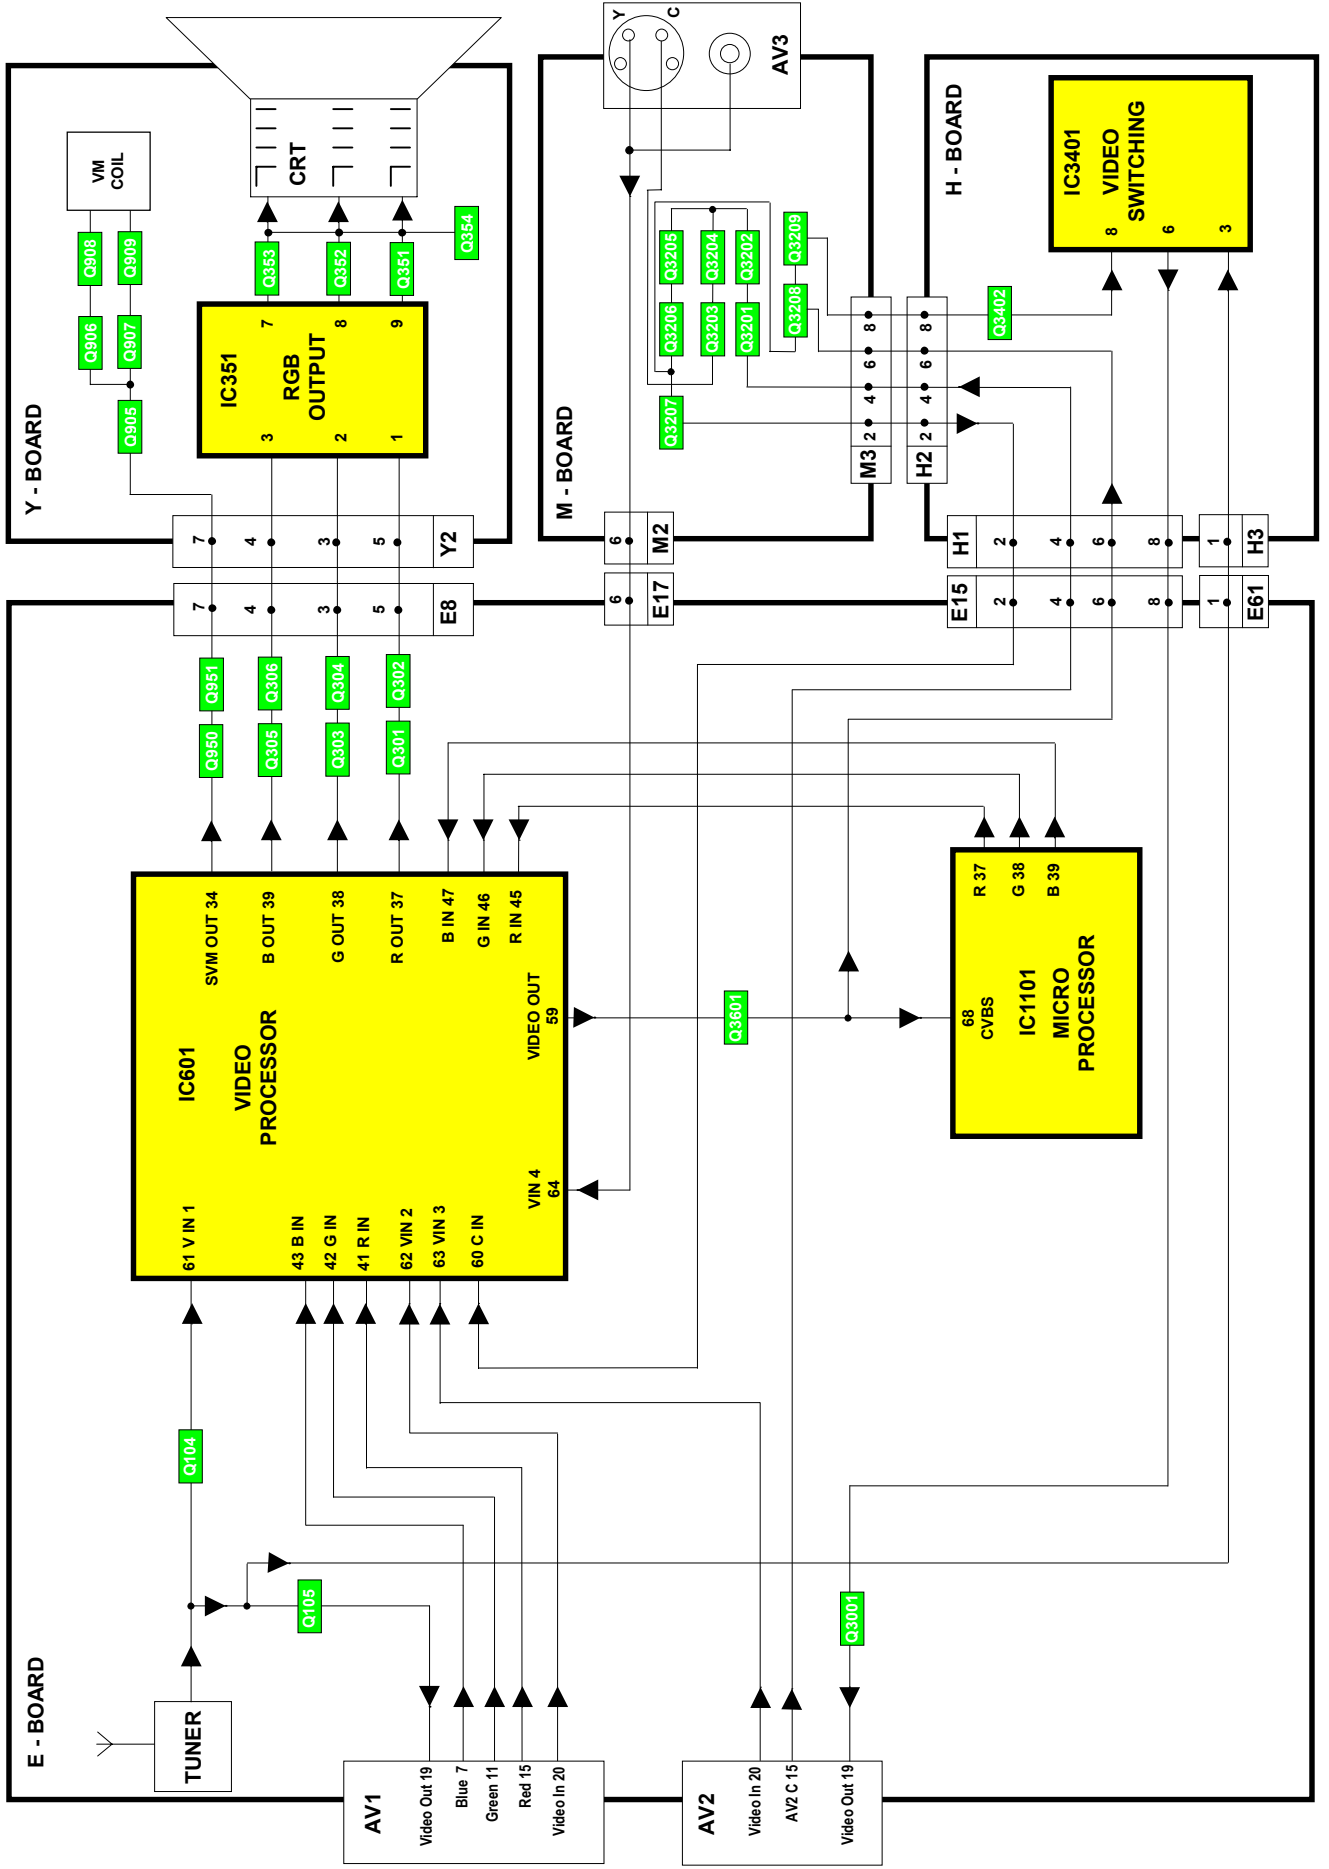 E - BOARD
TUNER
AV1
Video Out 19
Blue 7
Green 11
Red 15
Video In 20
AV2
Video In 20
AV2 C 15
Video Out 19
Q104
Q105
Q3001
IC601
VIDEO
PROCESSOR
61 V IN 1
43 B IN
42 G IN
41 R IN
62 VIN 2
63 VIN 3
60 C IN
VIN 4
64
VIDEO OUT
59
SVM OUT 34
B OUT 39
G OUT 38
R OUT 37
B IN 47
G IN 46
R IN 45
Q3601
IC1101
MICRO
PROCESSOR
68
CVBS
R 37
G 38
B 39
Q950
Q951
Q305
Q306
Q303
Q304
Q301
Q302
E8
7
4
3
5
E17
6
E15
2
4
6
8
E61
1
Y - BOARD
Y2
7
4
3
5
Q905
Q906
Q908
Q907
Q909
VM
COIL
IC351
RGB
OUTPUT
3
2
1
7
8
9
Q353
Q352
Q351
Q354
CRT
M - BOARD
M2
6
Q3207
Q3206
Q3205
Q3203
Q3204
Q3201
Q3202
Q3208
Q3209
M3
2
4
6
8
Y
C
AV3
H - BOARD
H1
2
4
6
8
H3
1
H2
2
4
6
8
Q3402
IC3401
VIDEO
SWITCHING
8
6
3